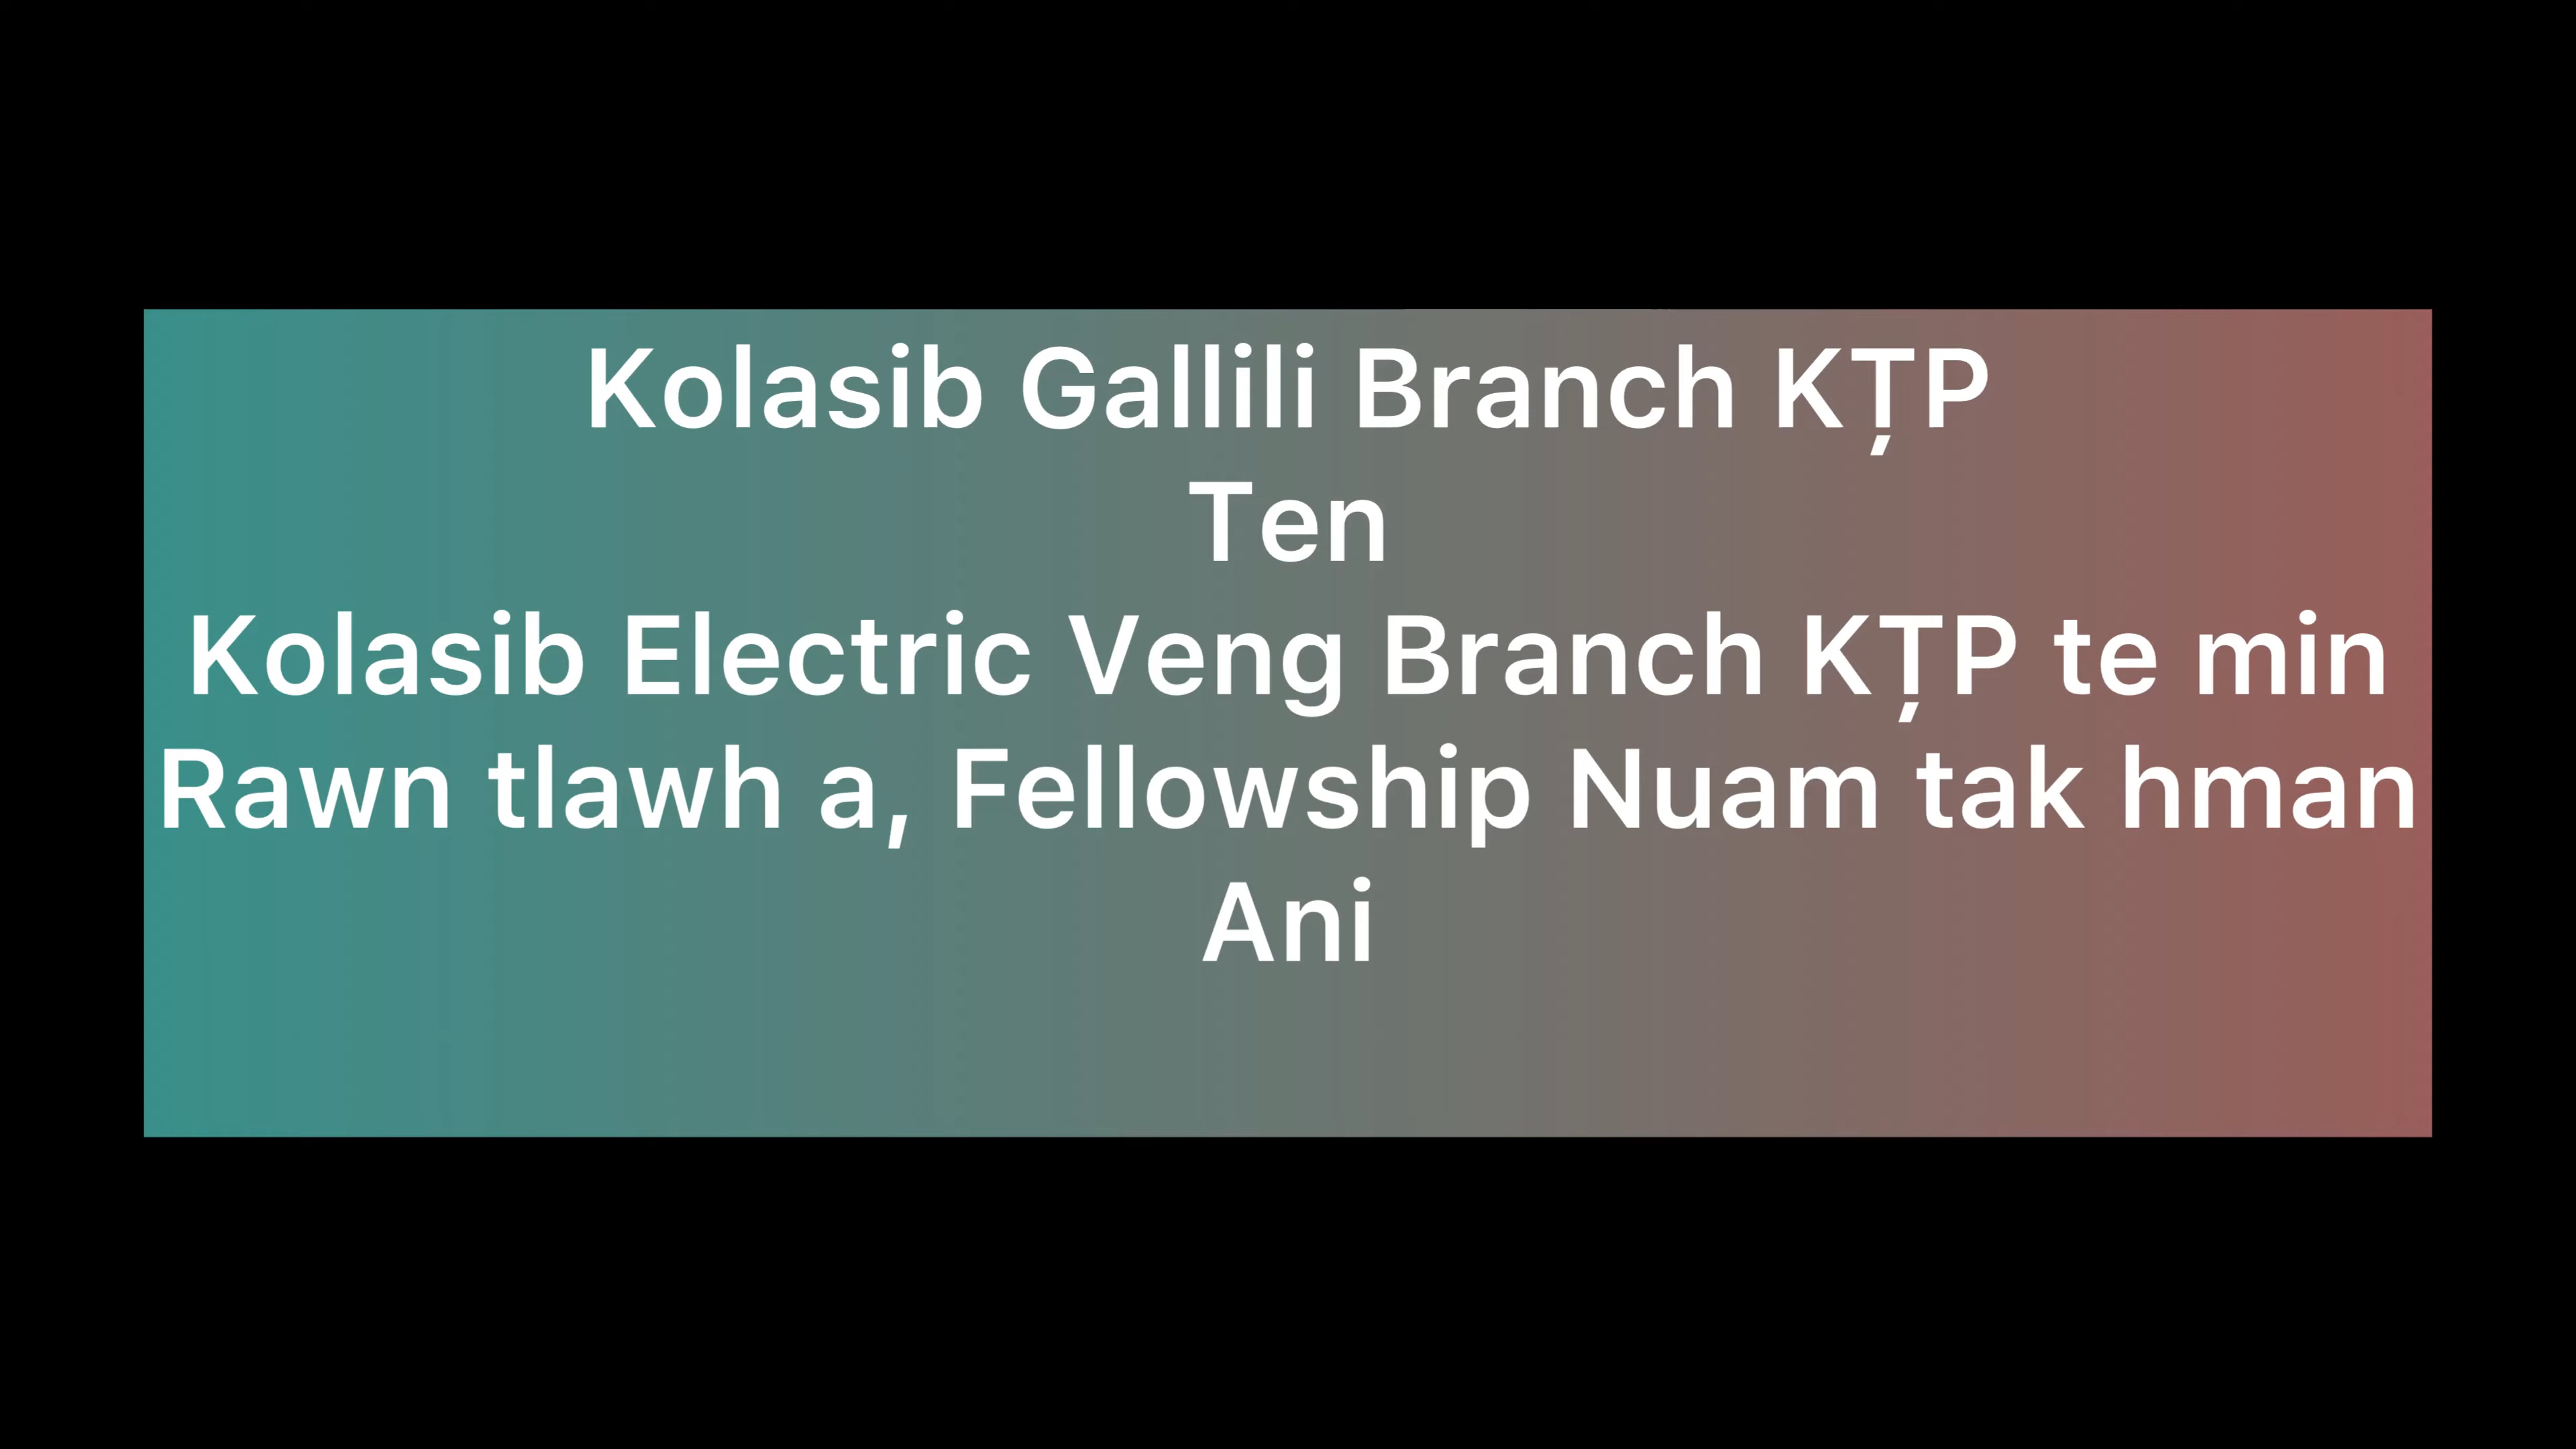 Kolasib Gallili Branch KṬP
Ten
Kolasib Electric Veng Branch KṬP te min
Rawn tlawh a, Fellowship Nuam tak hman
Ani